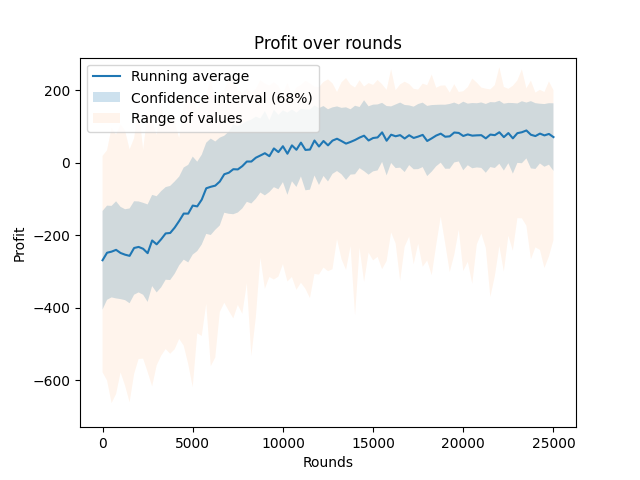 Profit over rounds
Running average
Confidence interval (68%)
Range of values
200
0
−200
−400
−600
Profit
0
5000
10000
15000
20000
25000
Rounds